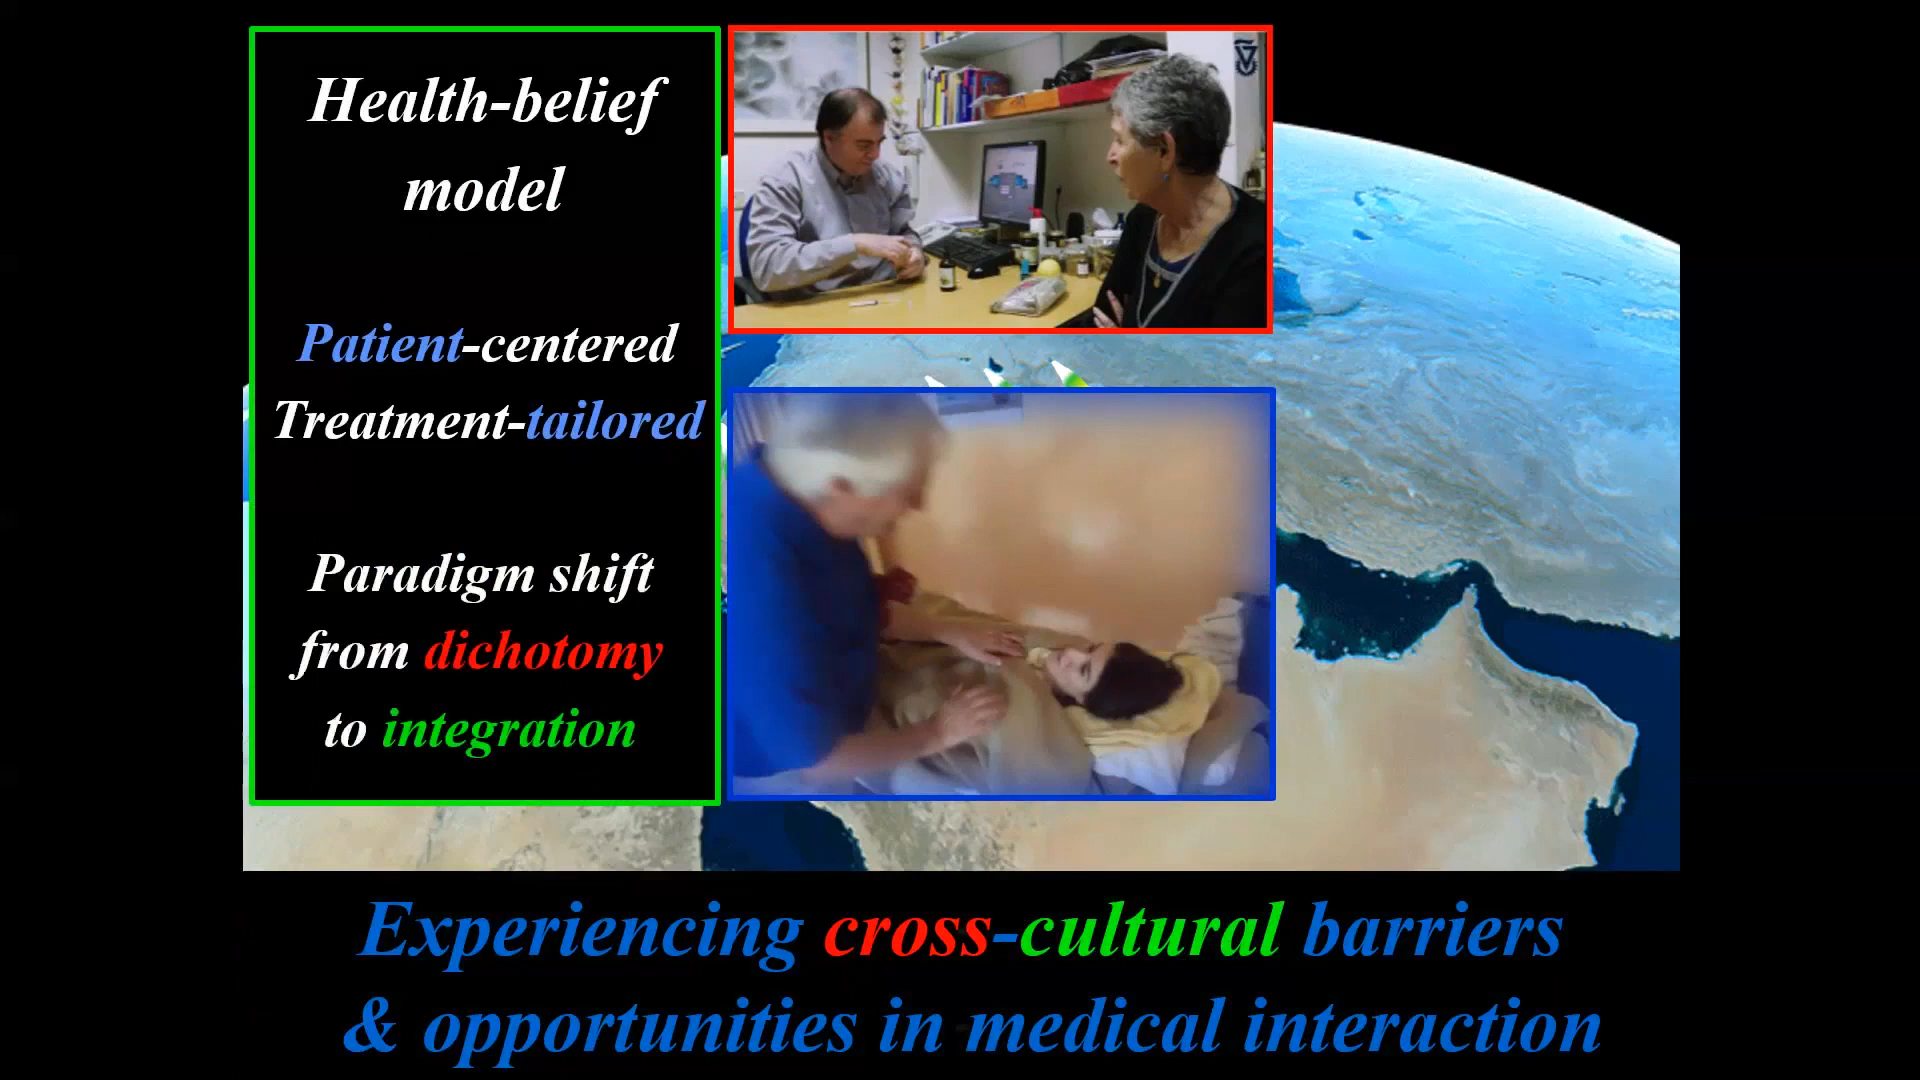 Health-belief
model
Patient-centered
Treatment-tailored
Paradigm shift
from dichotomy
to integration
Experiencing cross-cultural barriers
& opportunities in medical interaction